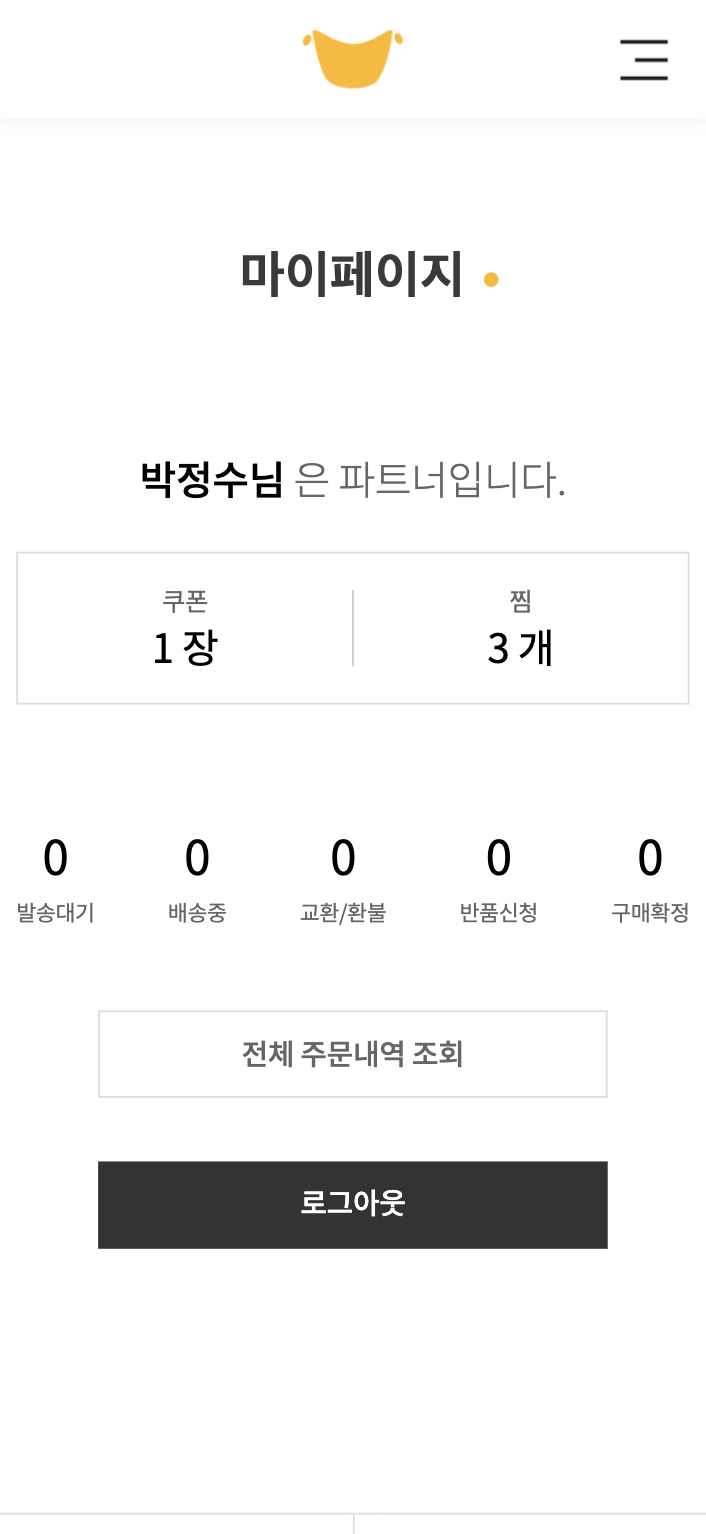 마이페이지
박정수님 은 파트너입니다.
쿠폰 찜
1 장 3 개
0 0 0 0 0
발송대기 배송중 교환/환불 반품신청 구매확정
전체 주문내역 조회
로그아웃